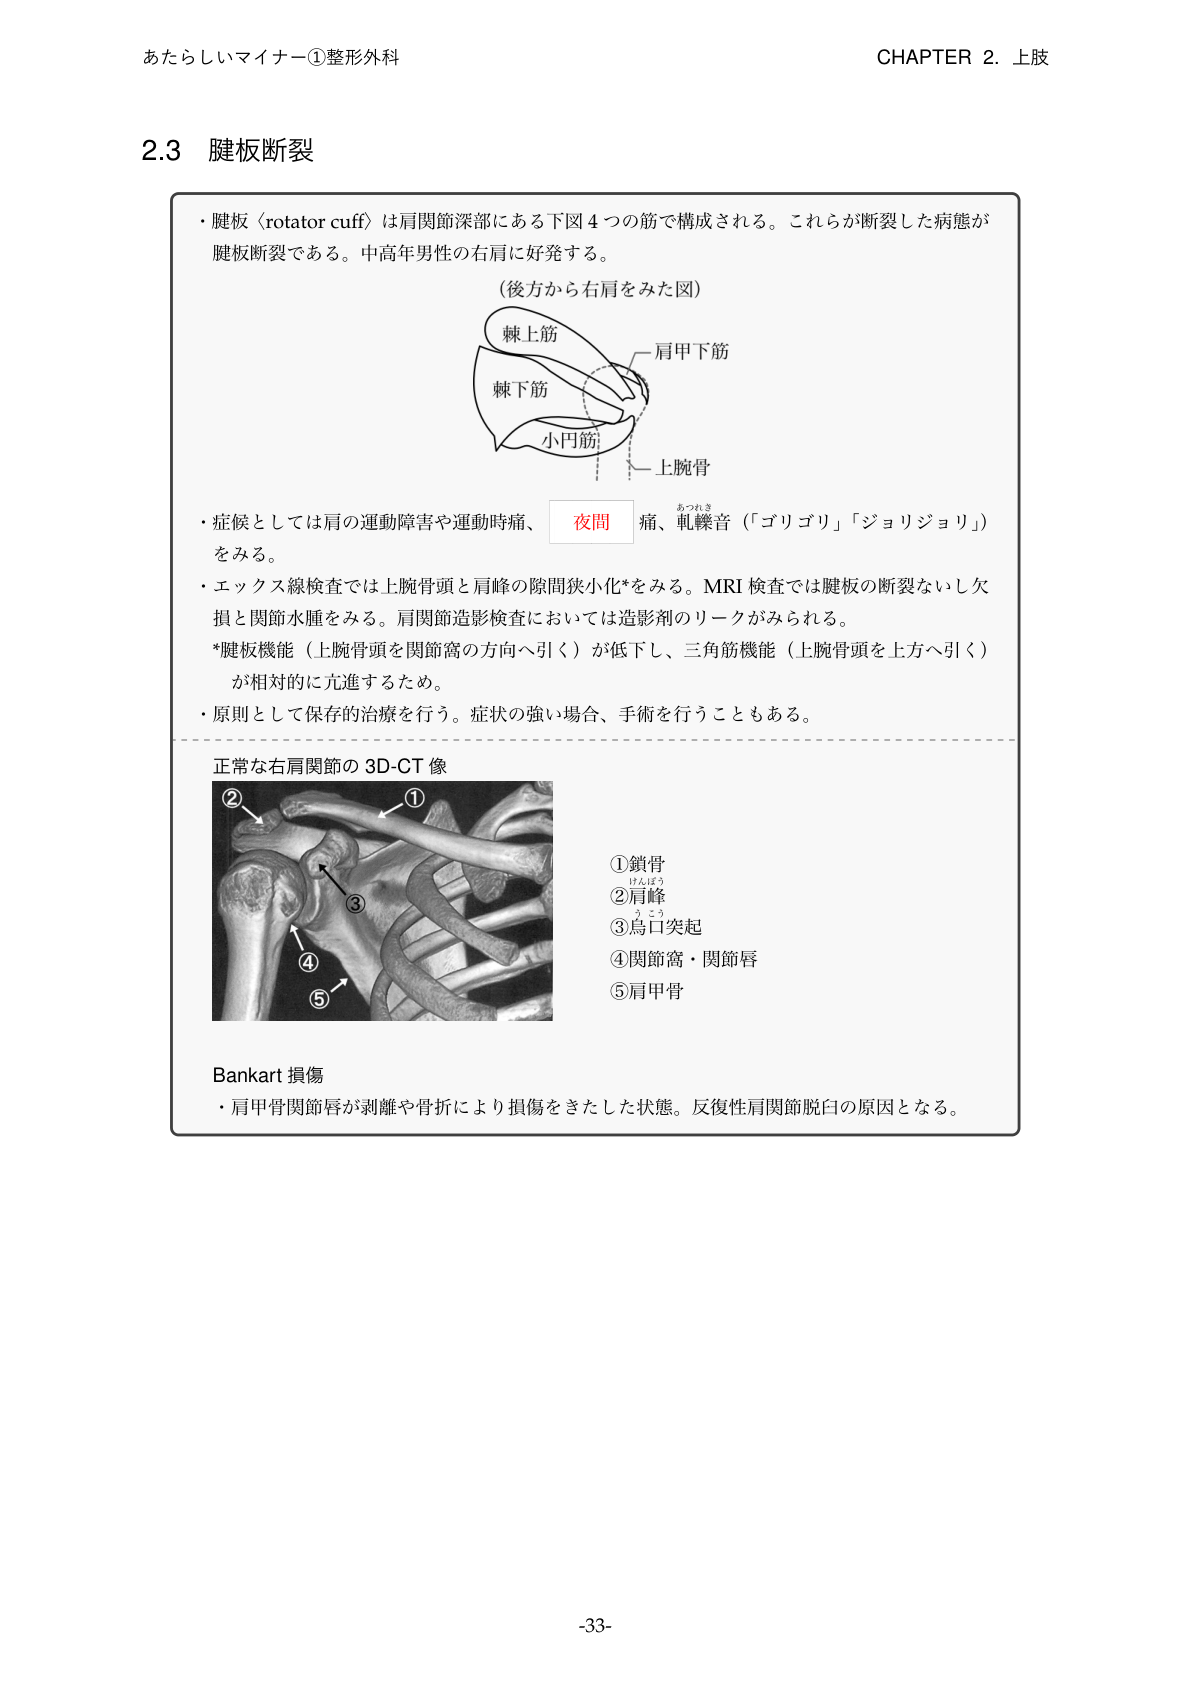 あたらしいマイナー①整形外科 CHAPTER 2. 上肢
2.3 腱板断裂
・腱板〈rotator cuff〉は肩関節深部にある下図4つの筋で構成される。これらが断裂した病態が
腱板断裂である。中高年男性の右肩に好発する。
（後方から右肩をみた図）
棘上筋
肩甲下筋
棘下筋
小円筋
上腕骨
あつれき
・症候としては肩の運動障害や運動時痛、 夜間 痛、軋轢音（「ゴリゴリ」「ジョリジョリ」）
をみる。
・エックス線検査では上腕骨頭と肩峰の隙間狭小化*をみる。MRI 検査では腱板の断裂ないし欠
損と関節水腫をみる。肩関節造影検査においては造影剤のリークがみられる。
*腱板機能（上腕骨頭を関節窩の方向へ引く）が低下し、三角筋機能（上腕骨頭を上方へ引く）
が相対的に亢進するため。
・原則として保存的治療を行う。症状の強い場合、手術を行うこともある。
正常な右肩関節の 3D-CT 像
② ①
③
④
⑤
①鎖骨
けんぽう
②肩峰
う こう
③烏口突起
④関節窩・関節唇
⑤肩甲骨
Bankart 損傷
・肩甲骨関節唇が剥離や骨折により損傷をきたした状態。反復性肩関節脱臼の原因となる。
-33-